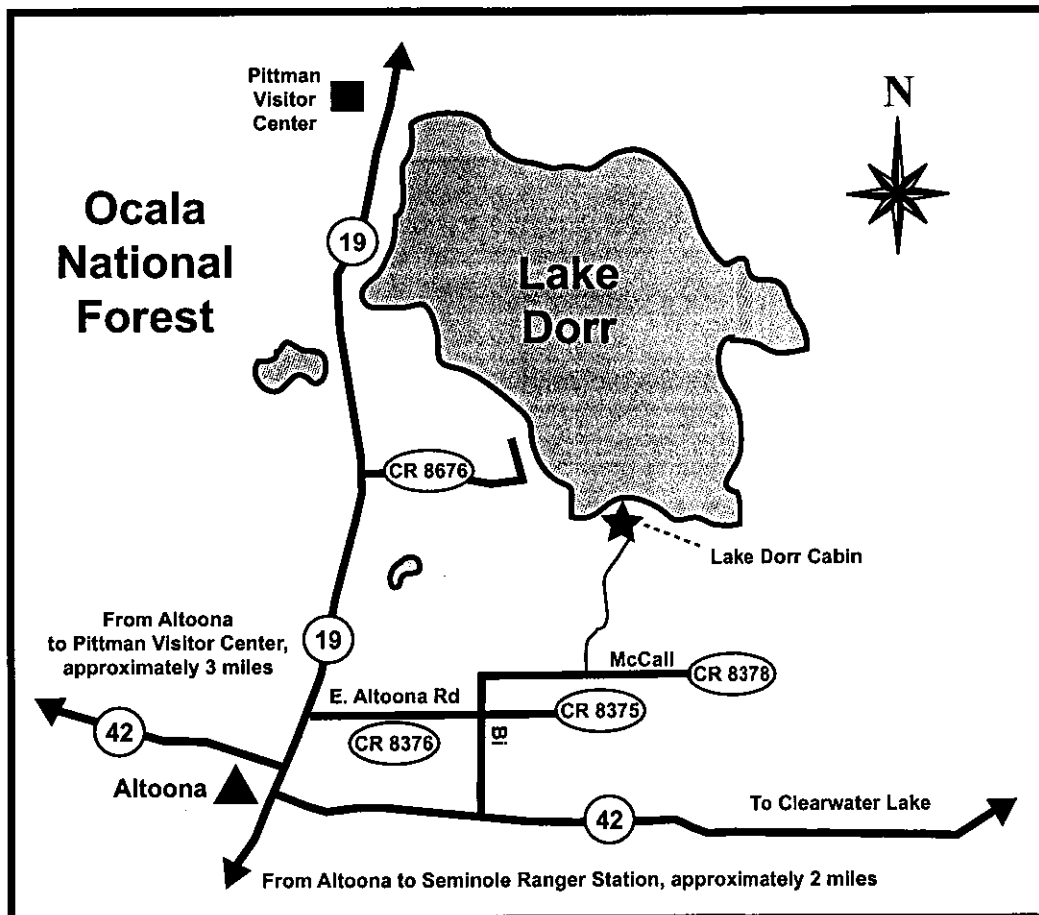 Pittman
Visitor
Center
N
Ocala
National
Forest
19
Lake
Dorr
CR 8676
Lake Dorr Cabin
From Altoona
to Pittman Visitor Center,
approximately 3 miles
19
McCall
CR 8378
E. Altoona Rd
CR 8375
42
CR 8376
Bi
Altoona
42
To Clearwater Lake
From Altoona to Seminole Ranger Station, approximately 2 miles